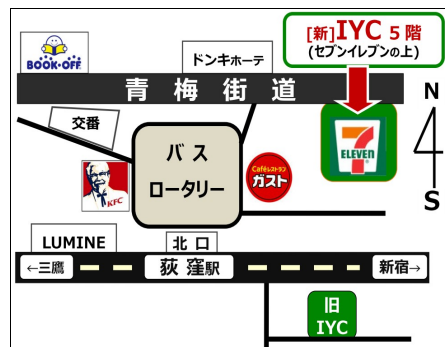 [新]IYC 5階
(セブンイレブンの上)
BOOK-OFF
ドンキホーテ
青梅街道
N
交番
バス
ロータリー
7
ELEVEN
KFC
Caféレストラン
ガスト
S
LUMINE
北口
←三鷹
荻窪駅
新宿→
旧
IYC